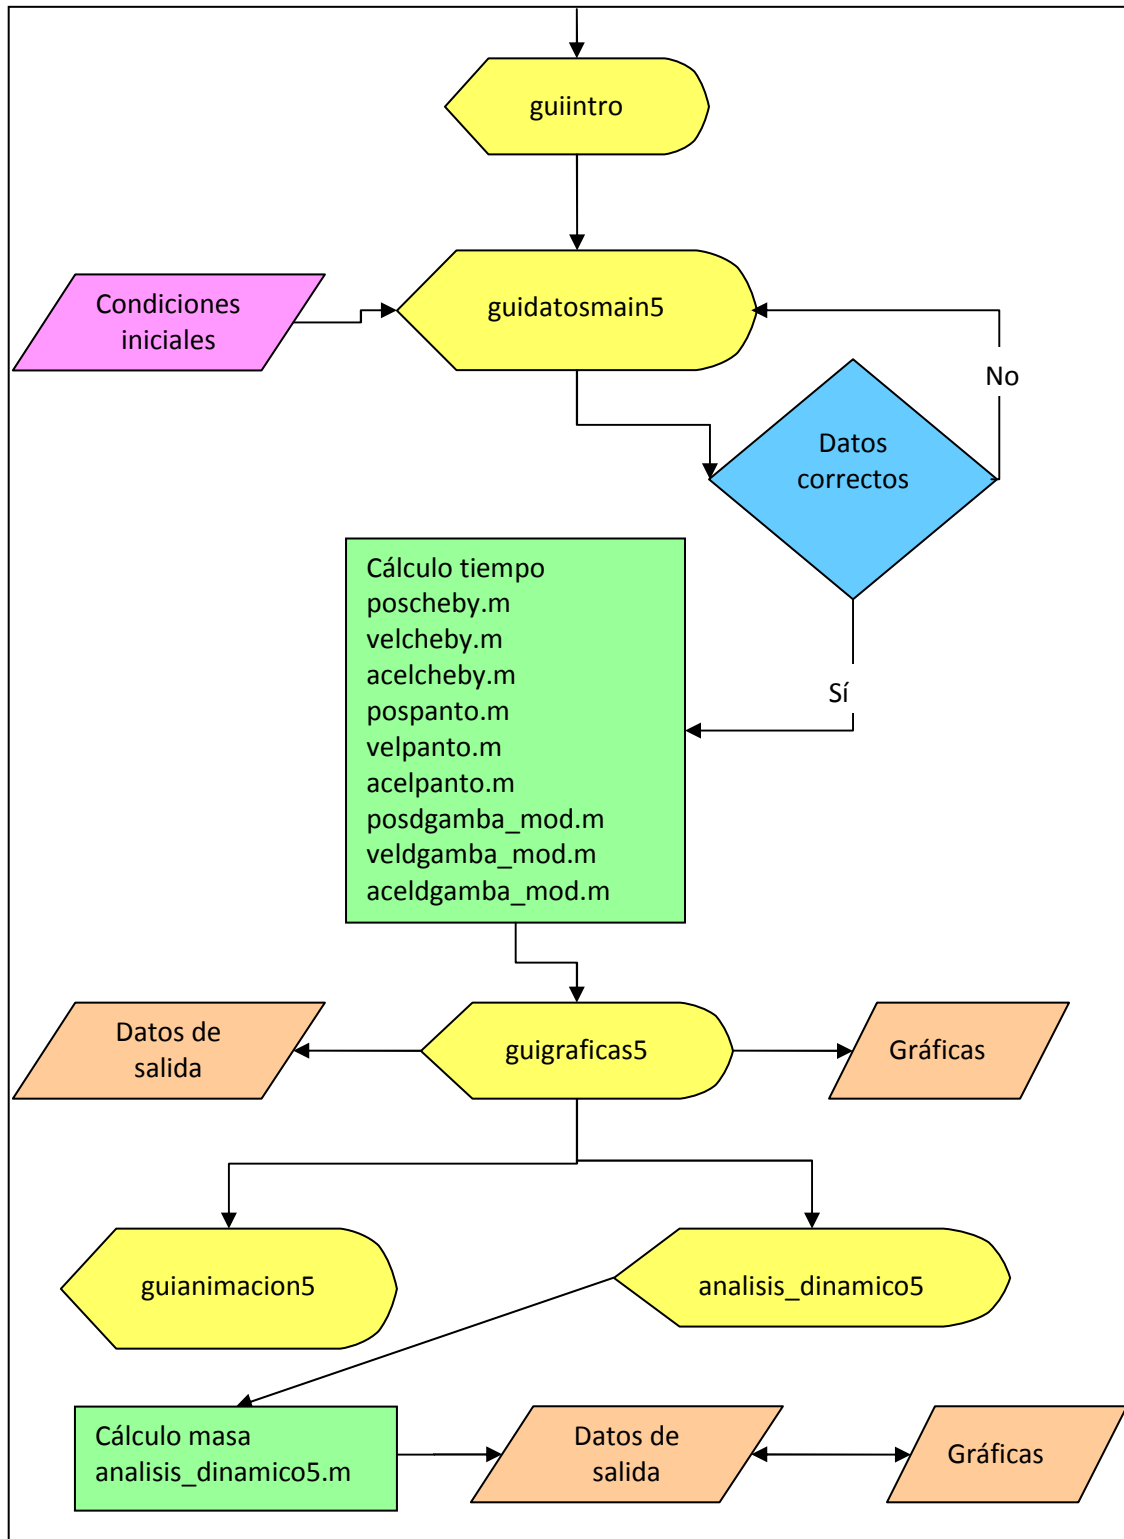 guiintro
Condiciones
iniciales
guidatosmain5
No
Datos
correctos
Sí
Cálculo tiempo
poscheby.m
velcheby.m
acelcheby.m
pospanto.m
velpanto.m
acelpanto.m
posdgamba_mod.m
veldgamba_mod.m
aceldgamba_mod.m
Datos de
salida
guigraficas5
Gráficas
guianimacion5
analisis_dinamico5
Cálculo masa
analisis_dinamico5.m
Datos de
salida
Gráficas